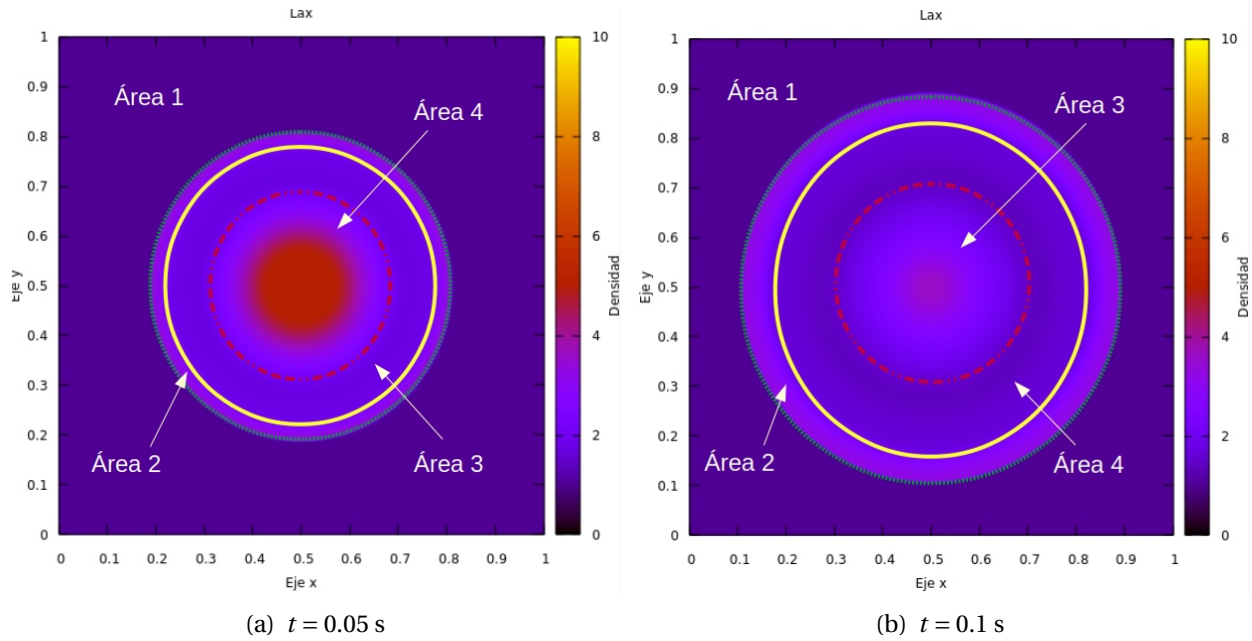 Lax
1
0.9
0.8
0.7
0.6
0.5
0.4
0.3
0.2
0.1
0
Eje y
0 0.1 0.2 0.3 0.4 0.5 0.6 0.7 0.8 0.9 1
Eje x
Área 1
Área 4
Área 2
Área 3
10
8
6
4
2
0
Densidad
(a) t = 0.05 s
Lax
1
0.9
0.8
0.7
0.6
0.5
0.4
0.3
0.2
0.1
0
Eje y
0 0.1 0.2 0.3 0.4 0.5 0.6 0.7 0.8 0.9 1
Eje x
Área 1
Área 3
Área 2
Área 4
10
8
6
4
2
0
Densidad
(b) t = 0.1 s